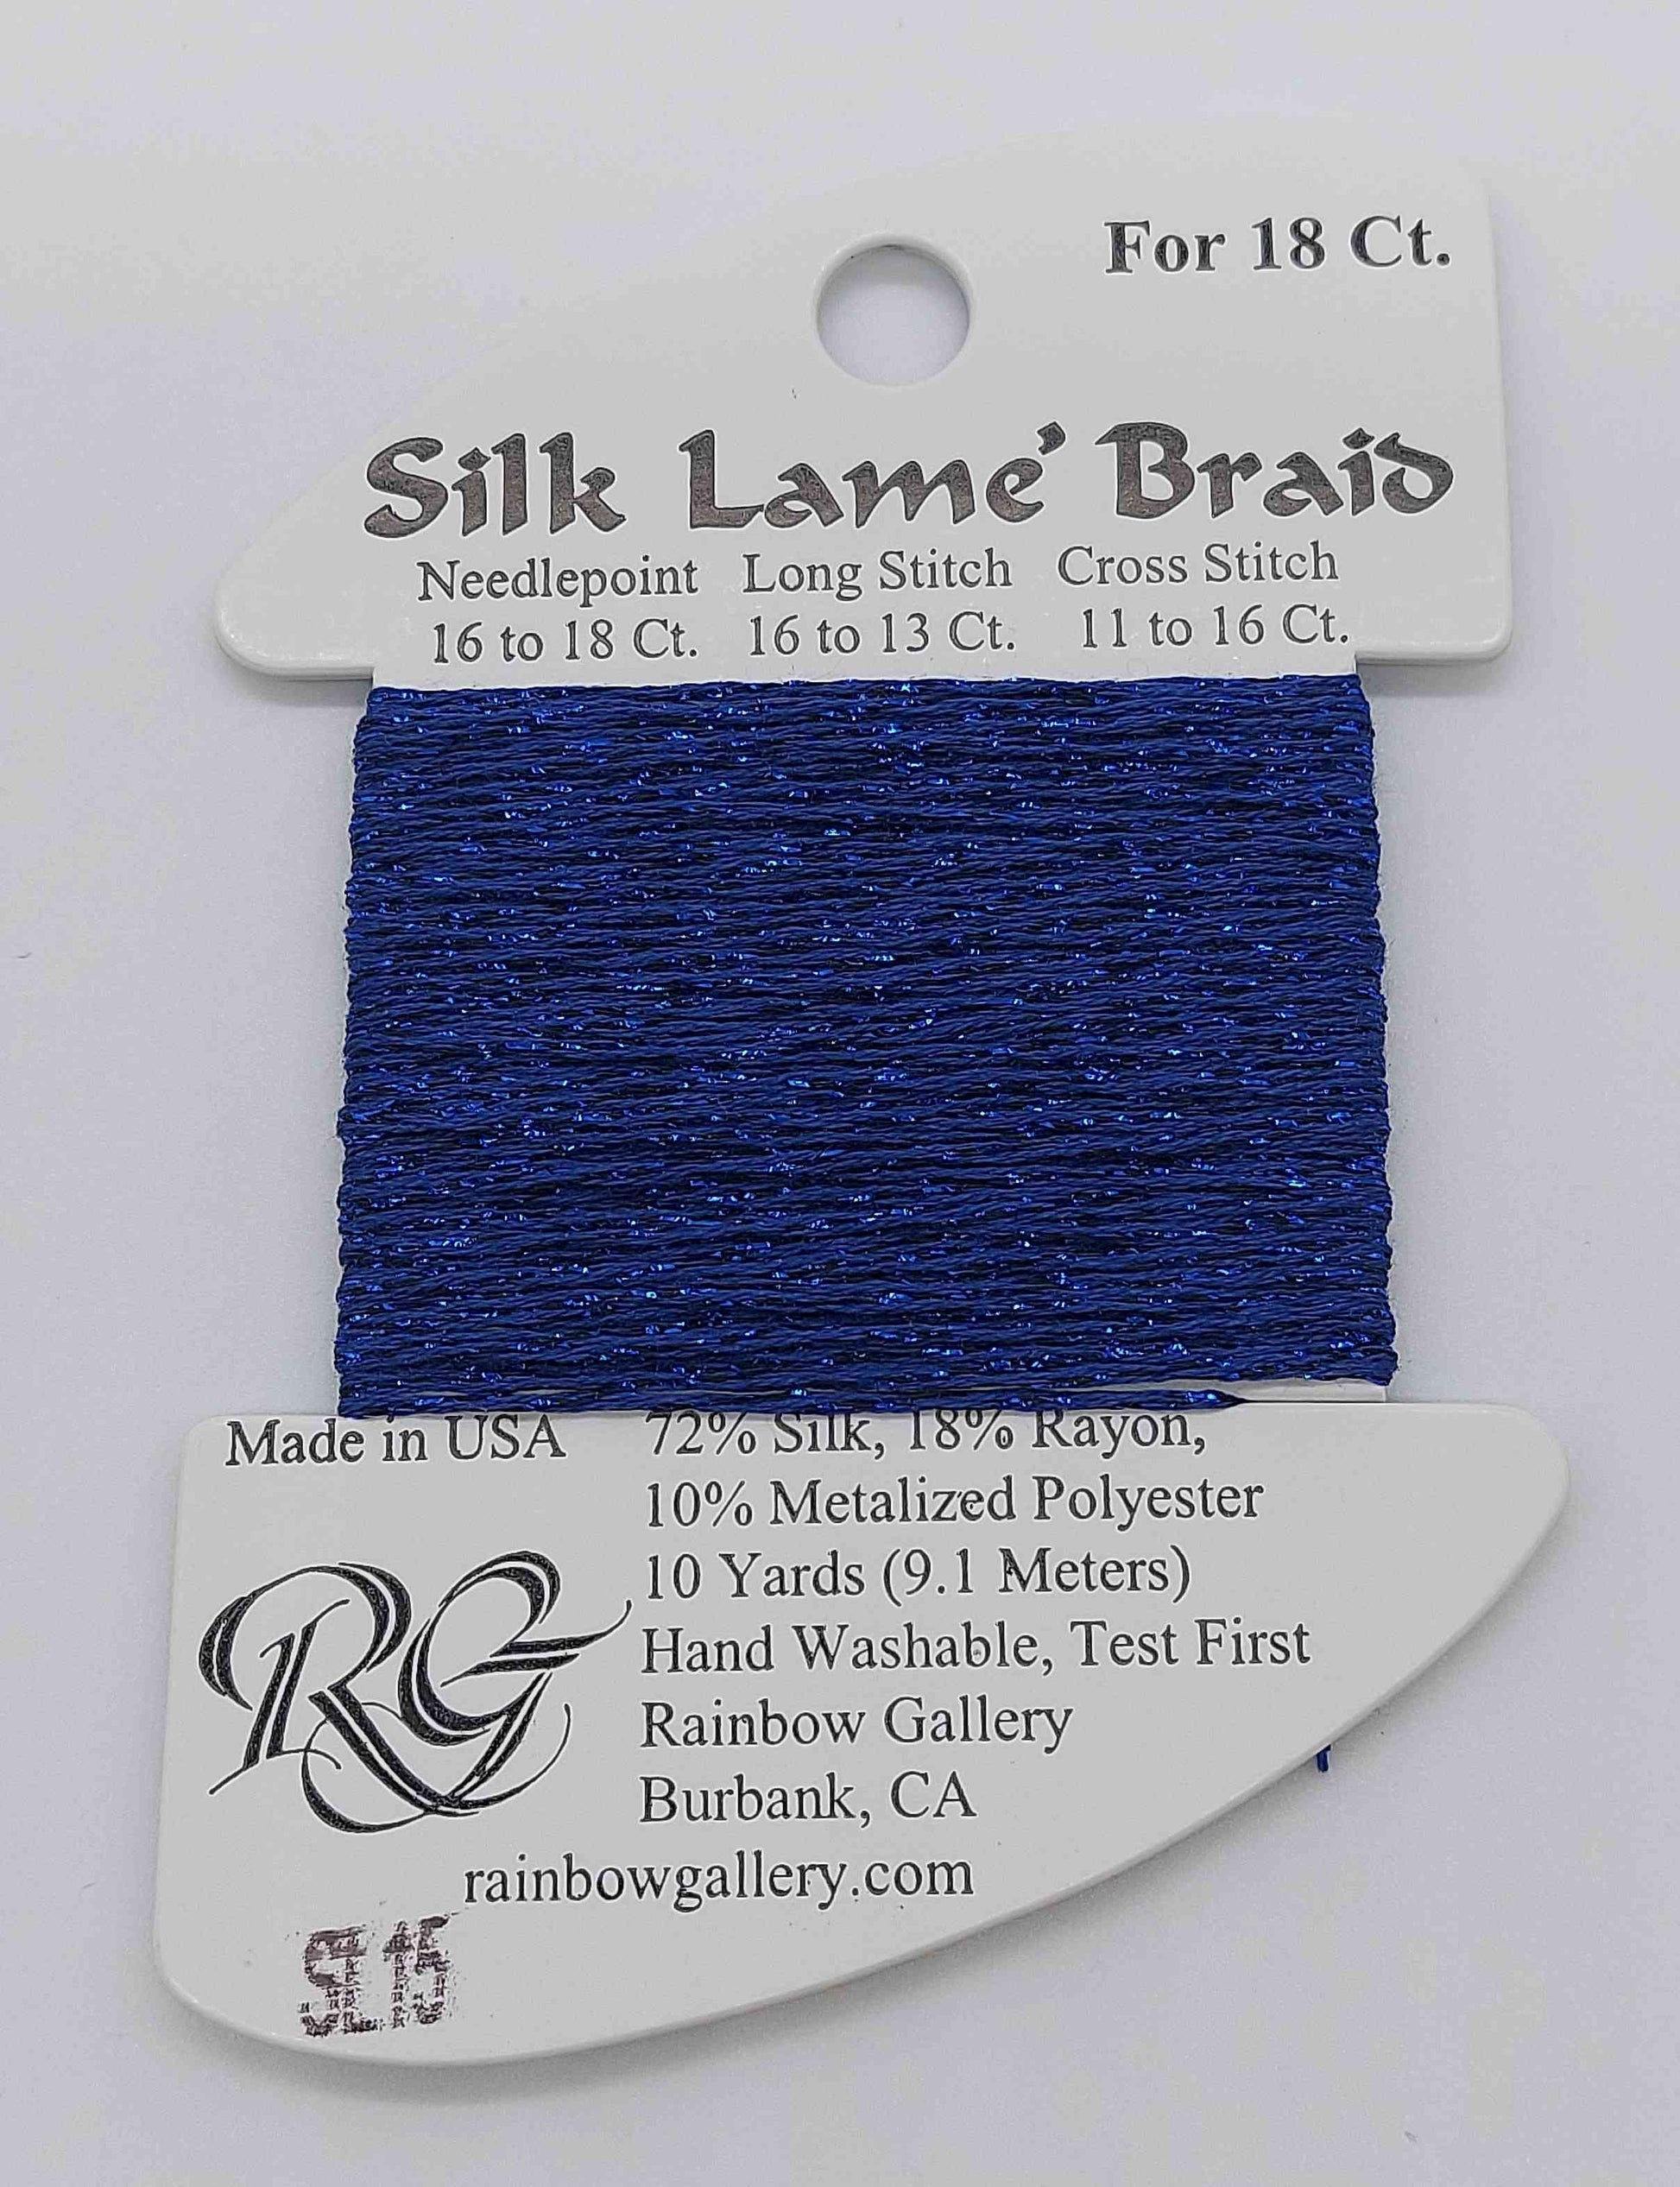 For 18 Ct.
Silk Lamé Braid
Needlepoint Long Stitch Cross Stitch
16 to 18 Ct. 16 to 13 Ct. 11 to 16 Ct.
Made in USA
72% Silk, 18% Rayon,
10% Metalized Polyester
10 Yards (9.1 Meters)
Hand Washable, Test First
Rainbow Gallery
Burbank, CA
RG
rainbowgallery.com
SL15